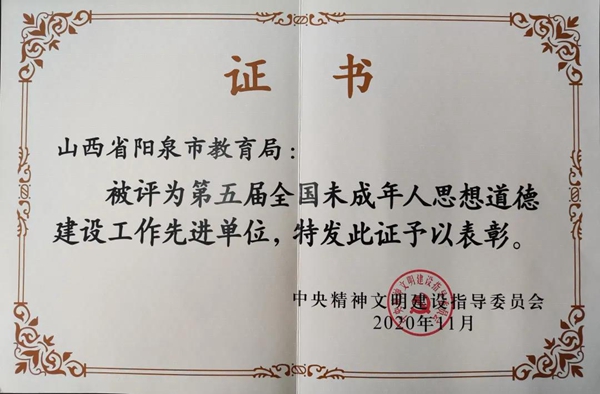 证书
山西省阳泉市教育局：
被评为第五届全国未成年人思想道德
建设工作先进单位，特发此证予以表彰。
中央精神文明建设指导委员会
2020年11月